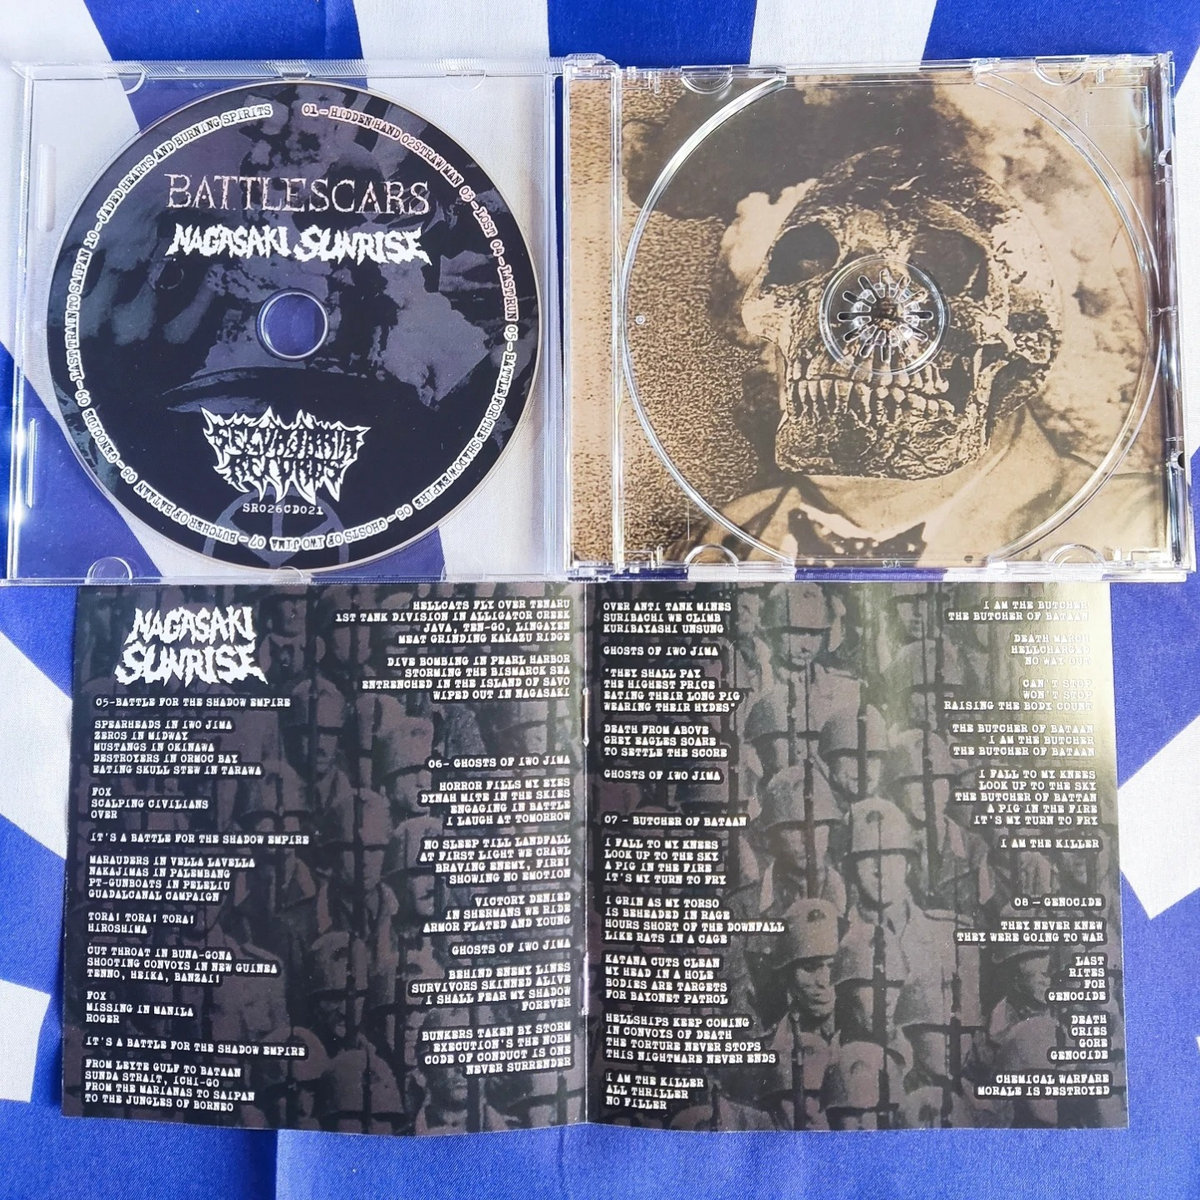 01 - HIDDEN HAND 02 STRAW MAN 03 - LOST 04 - LAST RUN 05 - BATTLE FOR THE SHADOW EMPIRE 06 - GHOSTS OF IWO JIMA 07 - BUTCHER OF BATAAN 08 - GENOCIDE 09 - LAST TRAIN TO SAIPAN 10 - JADED HEARTS AND BURNING SPIRITS
BATTLESCARS
NAGASAKI SUNRISE
SELVAJARIA
RECORDS
SR026CD021
NAGASAKI
SUNRISE
05-BATTLE FOR THE SHADOW EMPIRE
SPEARHEADS IN IWO JIMA
ZEROS IN MIDWAY
MUSTANGS IN OKINAWA
DESTROYERS IN ORMOC BAY
EATING SKULL STEW IN TARAWA
FOX
SCALPING CIVILIANS
OVER
IT'S A BATTLE FOR THE SHADOW EMPIRE
MARAUDERS IN VELLA LAVELLA
NAKAJIMAS IN PALEMBANG
PT-GUNBOATS IN PELELIU
GUADALCANAL CAMPAIGN
TORA! TORA! TORA!
HIROSHIMA
CUT THROAT IN BUNA-GONA
SHOOTING CONVOYS IN NEW GUINEA
TENNO, HEIKA, BANZAI!
FOX
MISSING IN MANILA
ROGER
IT'S A BATTLE FOR THE SHADOW EMPIRE
FROM LEYTE GULF TO BATAAN
SUNDA STRAIT, ICHI-GO
FROM THE MARIANAS TO SAIPAN
TO THE JUNGLES OF BORNEO
HELLCATS FLY OVER TENARU
1ST TANK DIVISION IN ALLIGATOR CREEK
JAVA, TEN-GO, LINGAYEN
MEAT GRINDING KAKAZU RIDGE
DIVE BOMBING IN PEARL HARBOR
STORMING THE BISMARCK SEA
ENTRENCHED IN THE ISLAND OF SAVO
WIPED OUT IN NAGASAKI
06- GHOSTS OF IWO JIMA
HORROR FILLS MY EYES
DYNAH MITE IN THE SKIES
ENGAGING IN BATTLE
I LAUGH AT TOMORROW
NO SLEEP TILL LANDFALL
AT FIRST LIGHT WE CRAWL
BRAVING ENEMY, FIRE!
SHOWING NO EMOTION
VICTORY DENIED
IN SHERMANS WE RIDE
ARMOR PLATED AND YOUNG
GHOSTS OF IWO JIMA
BEHIND ENEMY LINES
SURVIVORS SKINNED ALIVE
I SHALL FEAR MY SHADOW
FOREVER
BUNKERS TAKEN BY STORM
EXECUTION'S THE NORM
CODE OF CONDUCT IS ONE
NEVER SURRENDER
OVER ANTI TANK MINES
SURIBACHI WE CLIMB
KURIBAYASHI UNSUNG
GHOSTS OF IWO JIMA
"THEY SHALL PAY
THE HIGHEST PRICE
EATING THEIR LONG PIG
WEARING THEIR HYDES"
DEATH FROM ABOVE
GREY EAGLES SOARE
TO SETTLE THE SCORE
GHOSTS OF IWO JIMA
07 - BUTCHER OF BATAAN
I FALL TO MY KNEES
LOOK UP TO THE SKY
A PIG IN THE FIRE
IT'S MY TURN TO FRY
I GRIN AS MY TORSO
IS BEHEADED IN RAGE
HOURS SHORT OF THE DOWNFALL
LIKE RATS IN A CAGE
KATANA CUTS CLEAN
MY HEAD IN A HOLE
BODIES ARE TARGETS
FOR BAYONET PATROL
HELLSHIPS KEEP COMING
IN CONVOYS OF DEATH
THE TORTURE NEVER STOPS
THIS NIGHTMARE NEVER ENDS
I AM THE KILLER
ALL THRILLER
NO FILLER
I AM THE BUTCHER
THE BUTCHER OF BATAAN
DEATH MARCH
HELLCHARGED
NO WAY OUT
CAN'T STOP
WON'T STOP
RAISING THE BODY COUNT
THE BUTCHER OF BATAAN
I AM THE BUTCHER
THE BUTCHER OF BATAAN
I FALL TO MY KNEES
LOOK UP TO THE SKY
THE BUTCHER OF BATTAN
A PIG IN THE FIRE
IT'S MY TURN TO FRY
I AM THE KILLER
08 - GENOCIDE
THEY NEVER KNEW
THEY WERE GOING TO WAR
LAST
RITES
FOR
GENOCIDE
DEATH
CRIES
GORE
GENOCIDE
CHEMICAL WARFARE
MORALE IS DESTROYED